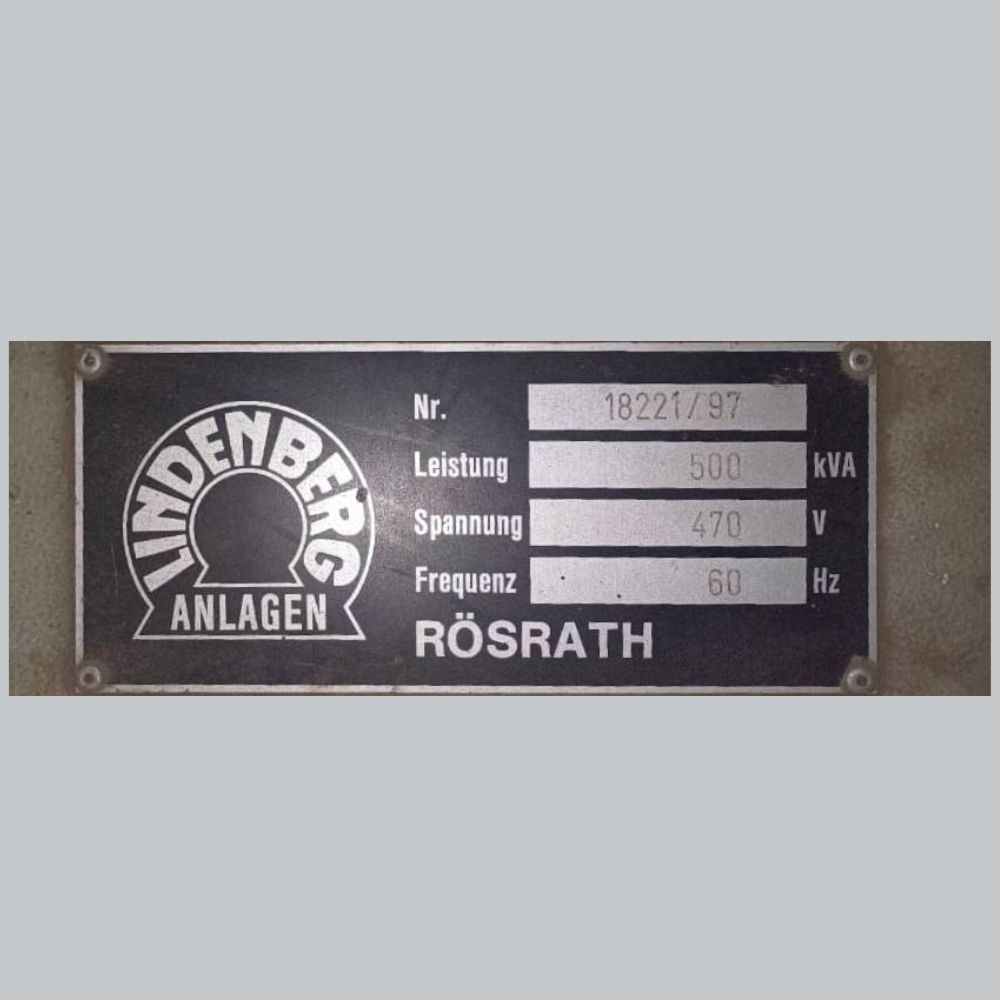 LINDENBERG
ANLAGEN
Nr. 18221/97
Leistung 500 kVA
Spannung 470 V
Frequenz 60 Hz
RÖSRATH